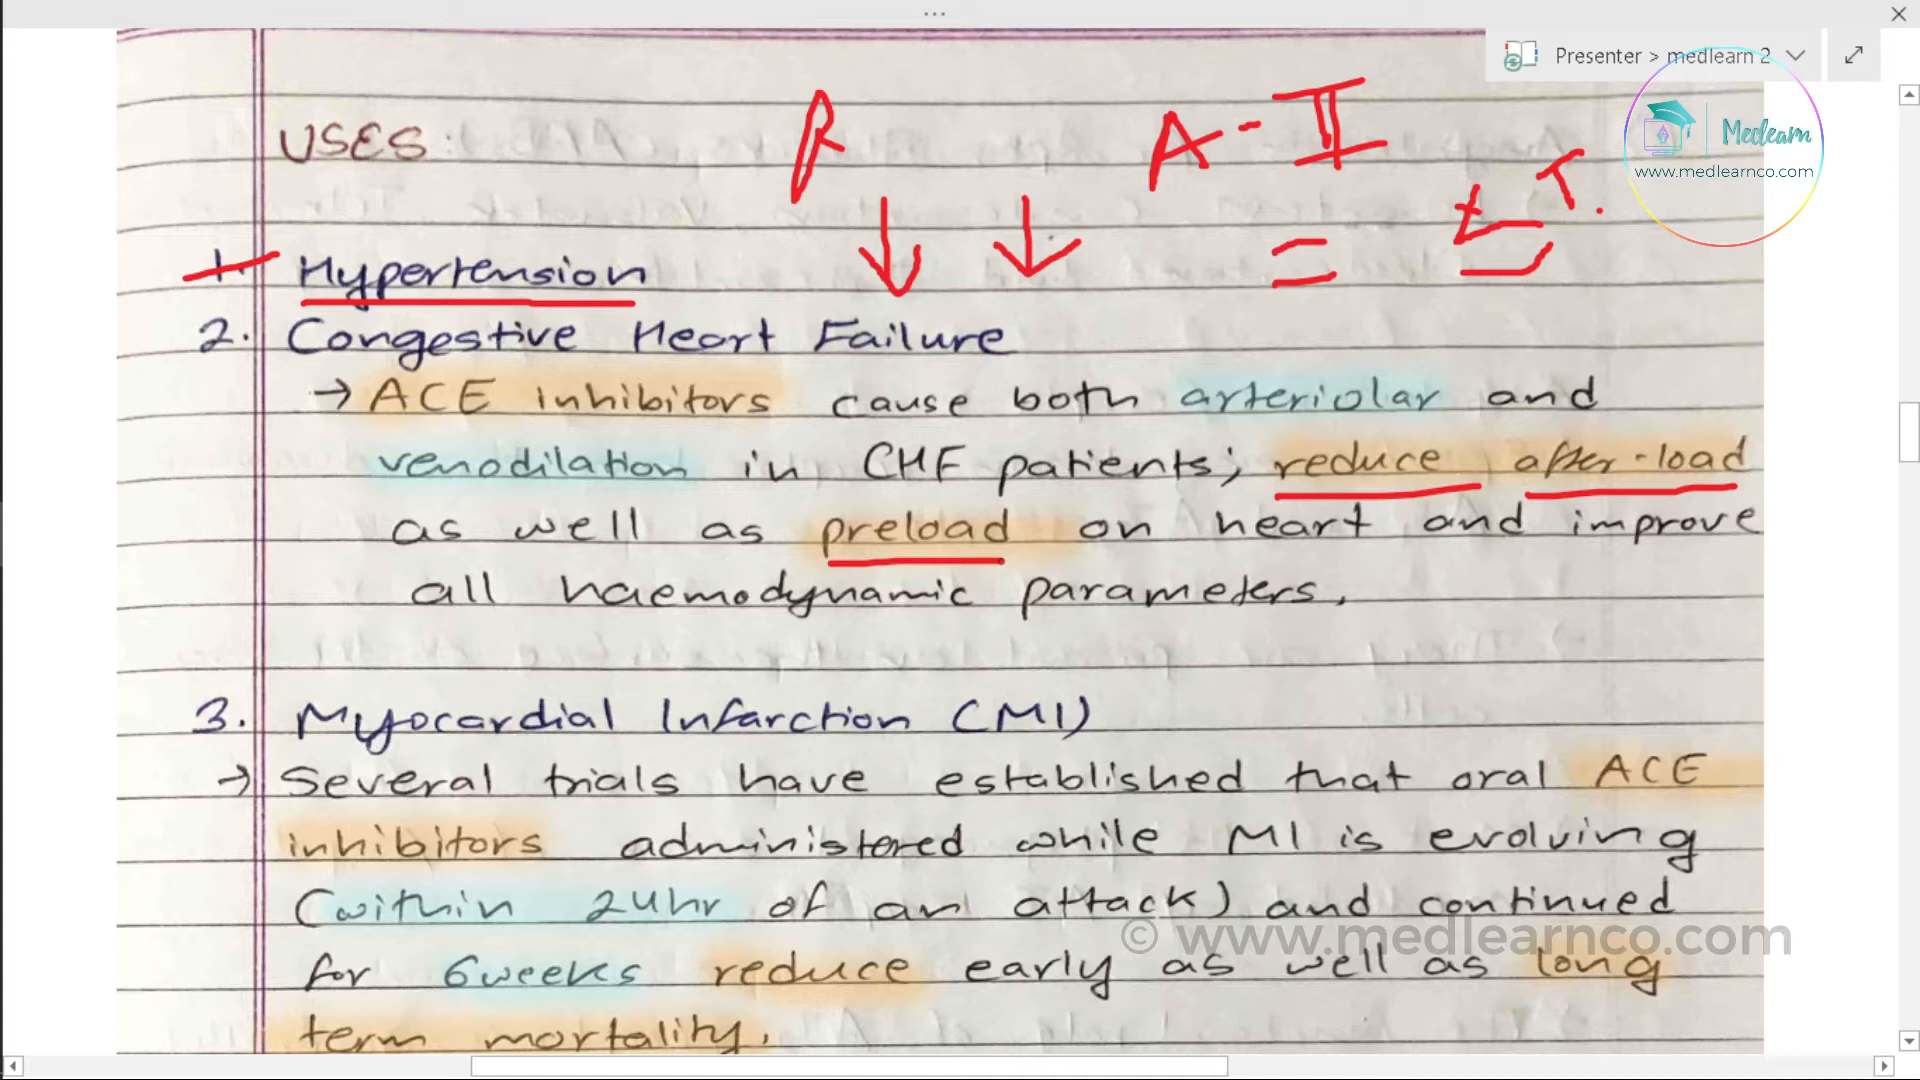 Presenter > medlearn 2
Medlearn
www.medlearnco.com
USES:
A - II
1. Hypertension
2. Congestive Heart Failure
→ ACE inhibitors cause both arteriolar and
venodilation in CHF patients; reduce after-load
as well as preload on heart and improve
all haemodynamic parameters.
3. Myocardial Infarction (MI)
→ Several trials have established that oral ACE
inhibitors administered while MI is evolving
(within 24hr of an attack) and continued
© www.medlearnco.com
for 6weeks reduce early as well as long
term mortality.